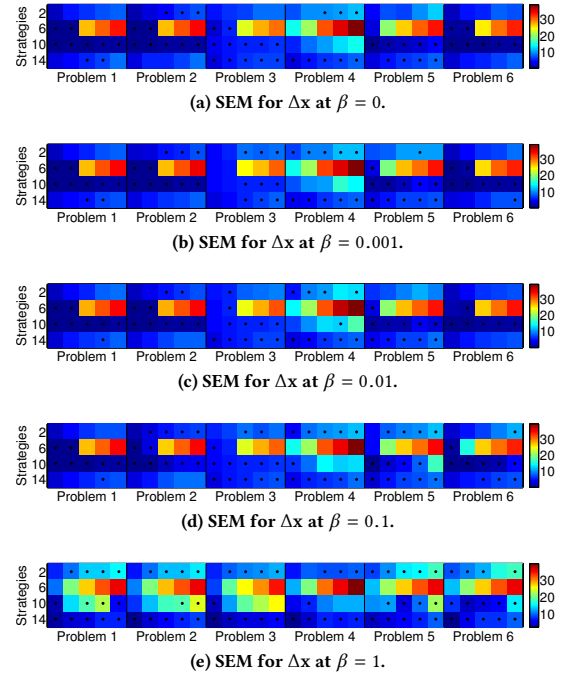 Strategies
2
6
10
14
30
20
10
Problem 1 Problem 2 Problem 3 Problem 4 Problem 5 Problem 6
(a) SEM for Δx at β = 0.
Strategies
2
6
10
14
30
20
10
Problem 1 Problem 2 Problem 3 Problem 4 Problem 5 Problem 6
(b) SEM for Δx at β = 0.001.
Strategies
2
6
10
14
30
20
10
Problem 1 Problem 2 Problem 3 Problem 4 Problem 5 Problem 6
(c) SEM for Δx at β = 0.01.
Strategies
2
6
10
14
30
20
10
Problem 1 Problem 2 Problem 3 Problem 4 Problem 5 Problem 6
(d) SEM for Δx at β = 0.1.
Strategies
2
6
10
14
30
20
10
Problem 1 Problem 2 Problem 3 Problem 4 Problem 5 Problem 6
(e) SEM for Δx at β = 1.